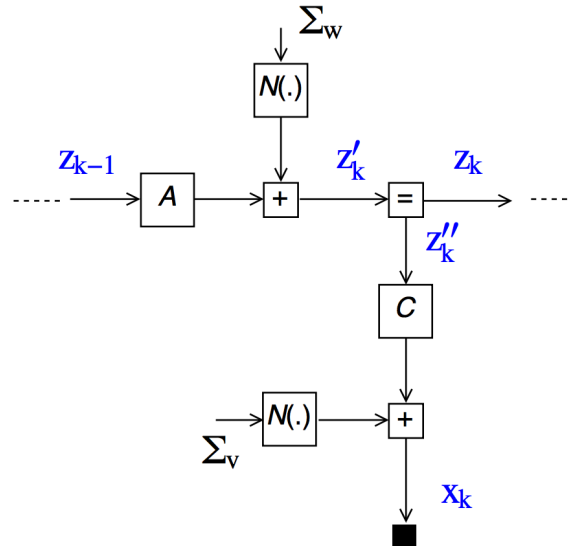 Σw
N(.)
zk−1 z′k zk
A + =
z″k
C
N(.) +
Σv
xk